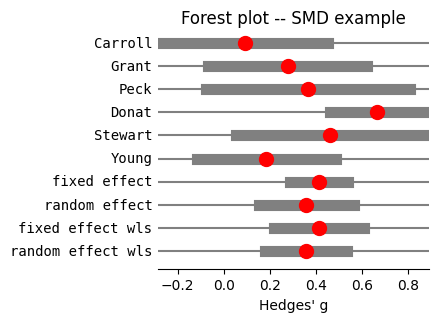 Forest plot -- SMD example
Carroll
Grant
Peck
Donat
Stewart
Young
fixed effect
random effect
fixed effect wls
random effect wls
−0.2 0.0 0.2 0.4 0.6 0.8
Hedges' g